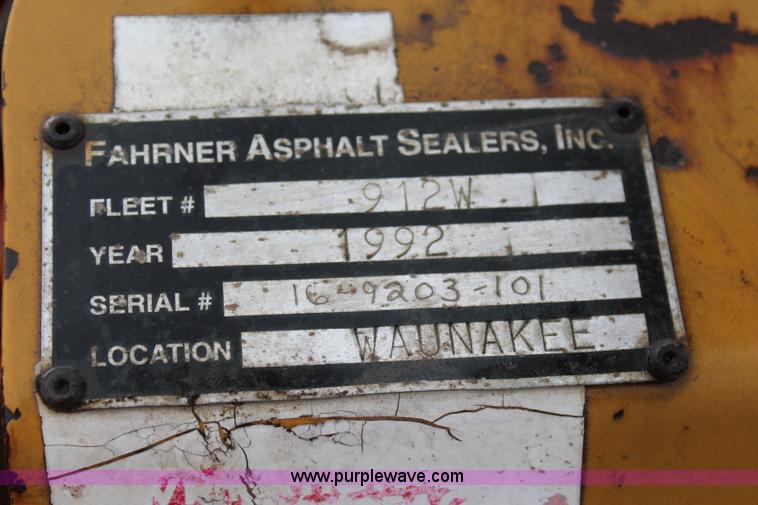 FAHRNER ASPHALT SEALERS, INC.
FLEET # 912W
YEAR 1992
SERIAL # 16-9203-101
LOCATION WAUNAKEE
www.purplewave.com